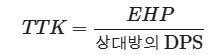 TTK = EHP / 상대방의 DPS